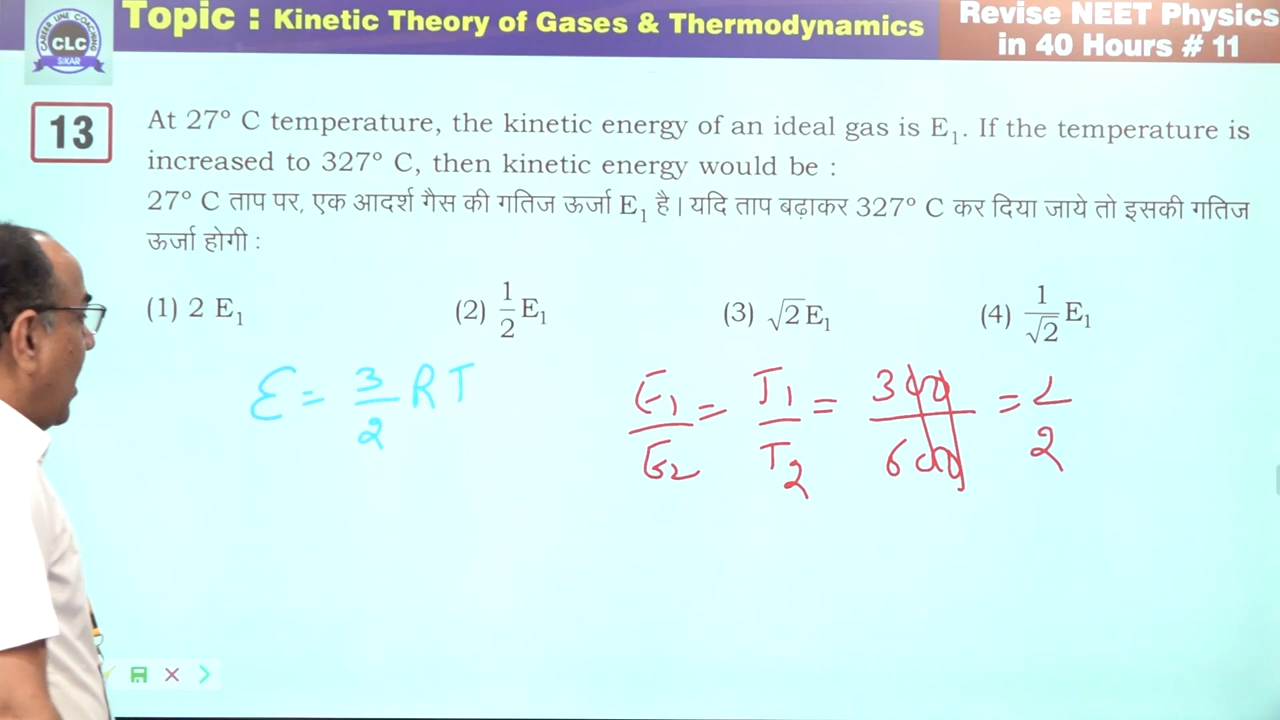 CAREER LINE COACHING
CLC
SIKAR
Topic : Kinetic Theory of Gases & Thermodynamics
Revise NEET Physics
in 40 Hours # 11
13
At 27° C temperature, the kinetic energy of an ideal gas is E₁. If the temperature is
increased to 327° C, then kinetic energy would be :
27° C ताप पर, एक आदर्श गैस की गतिज ऊर्जा E₁ है। यदि ताप बढ़ाकर 327° C कर दिया जाये तो इसकी गतिज
ऊर्जा होगी :
(1) 2 E₁ (2) 1/2 E₁ (3) √2 E₁ (4) 1/√2 E₁
E = 3/2 RT
E₁/E₂ = T₁/T₂ = 300/600 = 1/2